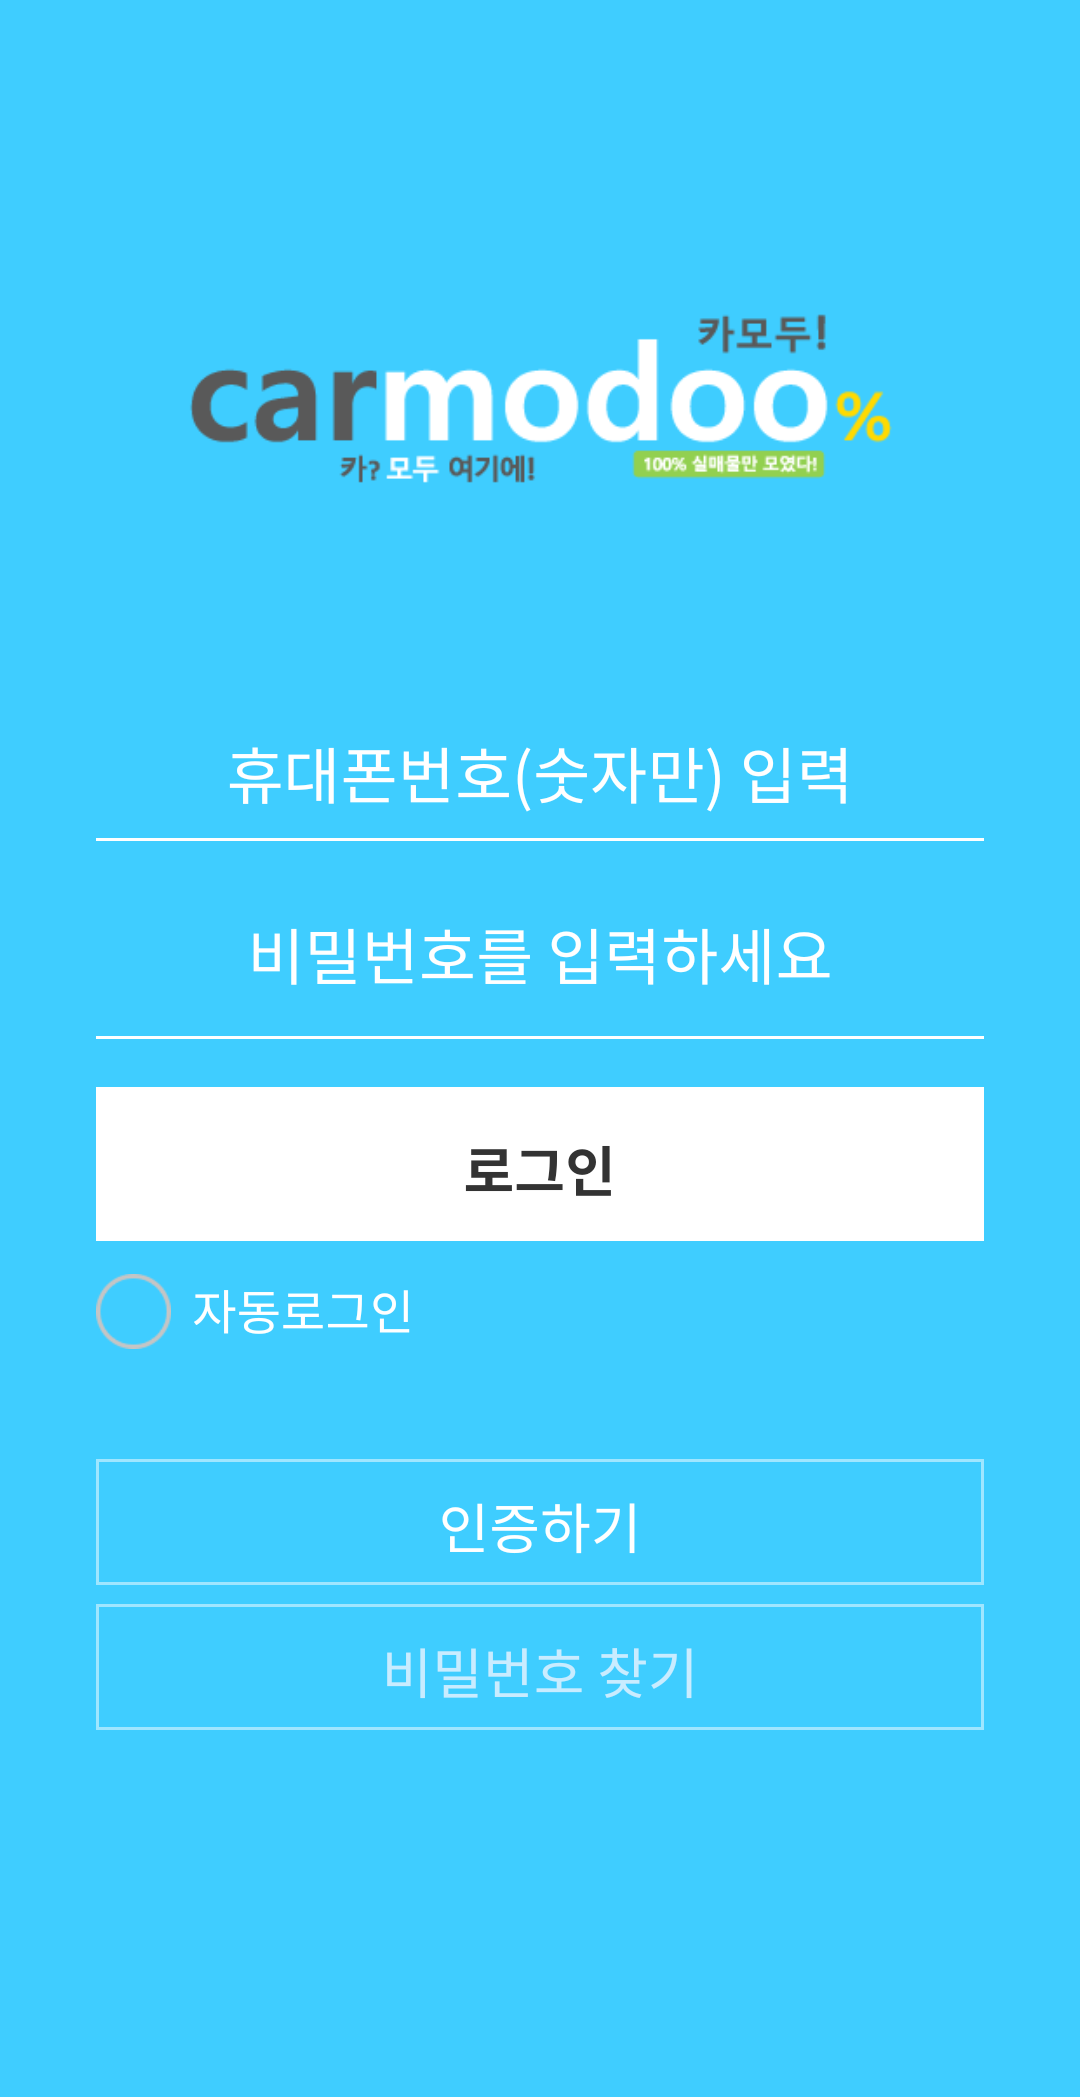 카모두!
carmodoo%
카? 모두 여기에!
100% 실매물만 모였다!
휴대폰번호(숫자만) 입력
비밀번호를 입력하세요
로그인
자동로그인
인증하기
비밀번호 찾기